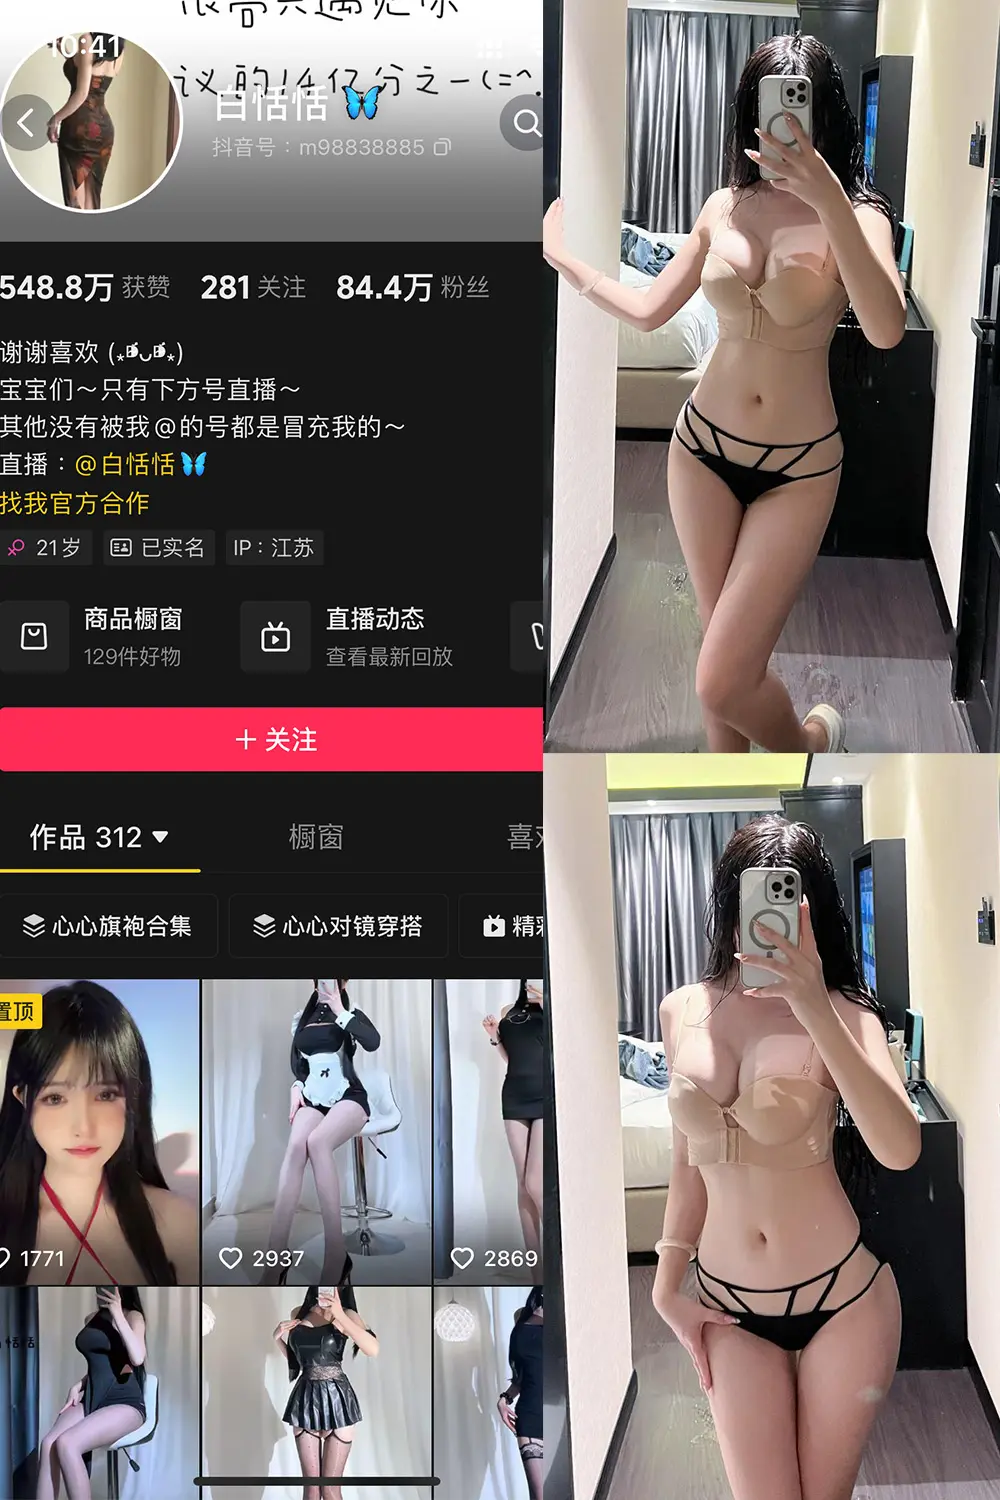 很高兴遇见你
10:41
议的14亿分之一(=^.
白恬恬🦋
抖音号：m98838885
548.8万 获赞 281 关注 84.4万 粉丝
谢谢喜欢
宝宝们～只有下方号直播～
其他没有被我@的号都是冒充我的～
直播：@白恬恬🦋
找我官方合作
21岁 已实名 IP：江苏
商品橱窗 直播动态
129件好物 查看最新回放
＋关注
作品 312 橱窗 喜
心心旗袍合集 心心对镜穿搭 精彩
置顶
1771 2937 2869
恬恬